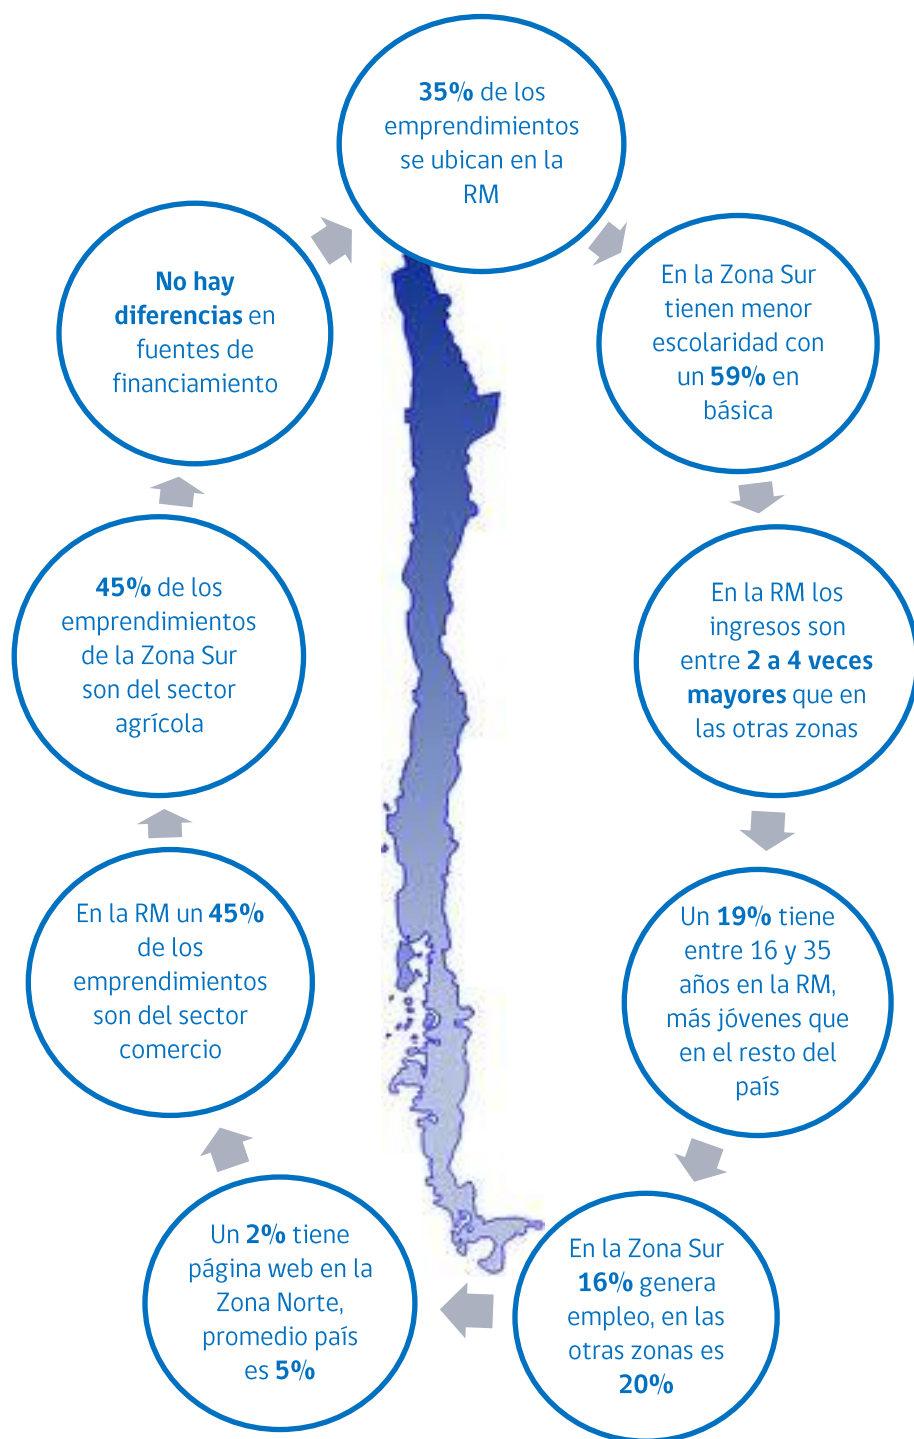 35% de los
emprendimientos
se ubican en la
RM
En la Zona Sur
tienen menor
escolaridad con
un 59% en
básica
En la RM los
ingresos son
entre 2 a 4 veces
mayores que en
las otras zonas
Un 19% tiene
entre 16 y 35
años en la RM,
más jóvenes que
en el resto del
país
En la Zona Sur
16% genera
empleo, en las
otras zonas es
20%
Un 2% tiene
página web en la
Zona Norte,
promedio país
es 5%
En la RM un 45%
de los
emprendimientos
son del sector
comercio
45% de los
emprendimientos
de la Zona Sur
son del sector
agrícola
No hay
diferencias en
fuentes de
financiamiento